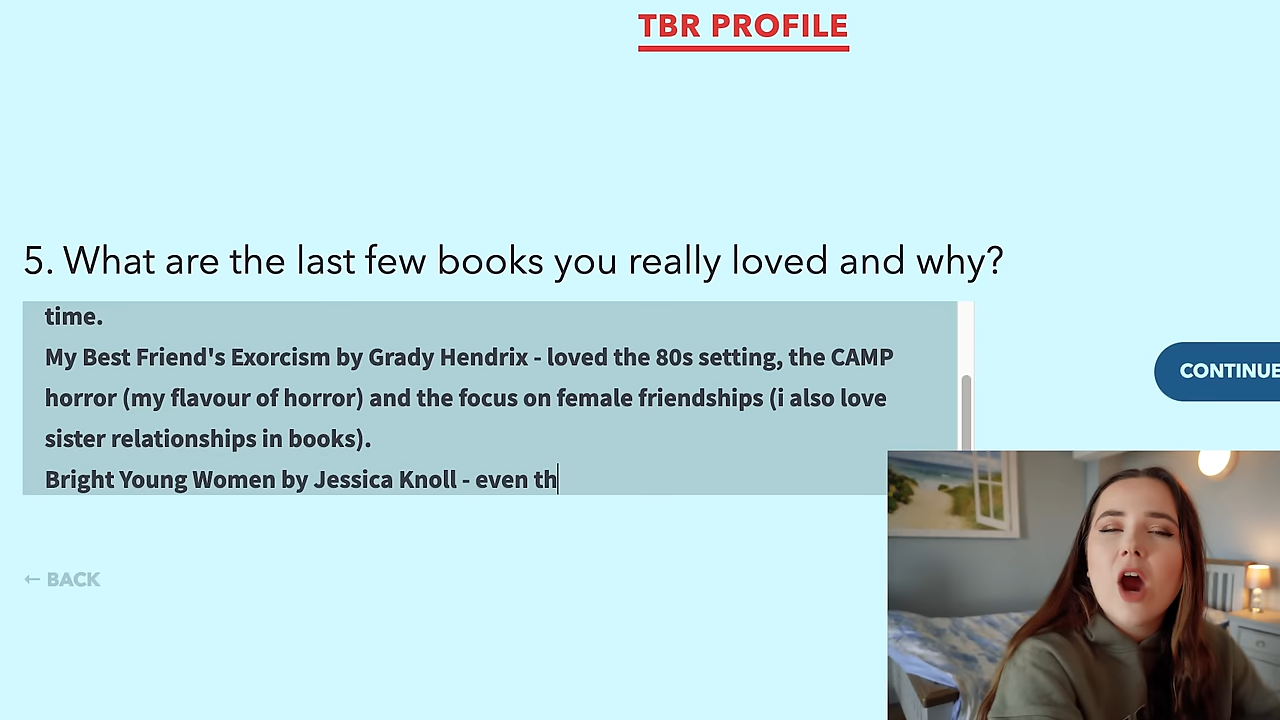 TBR PROFILE
5. What are the last few books you really loved and why?
time.
My Best Friend's Exorcism by Grady Hendrix - loved the 80s setting, the CAMP
horror (my flavour of horror) and the focus on female friendships (i also love
sister relationships in books).
Bright Young Women by Jessica Knoll - even th
CONTINUE
← BACK